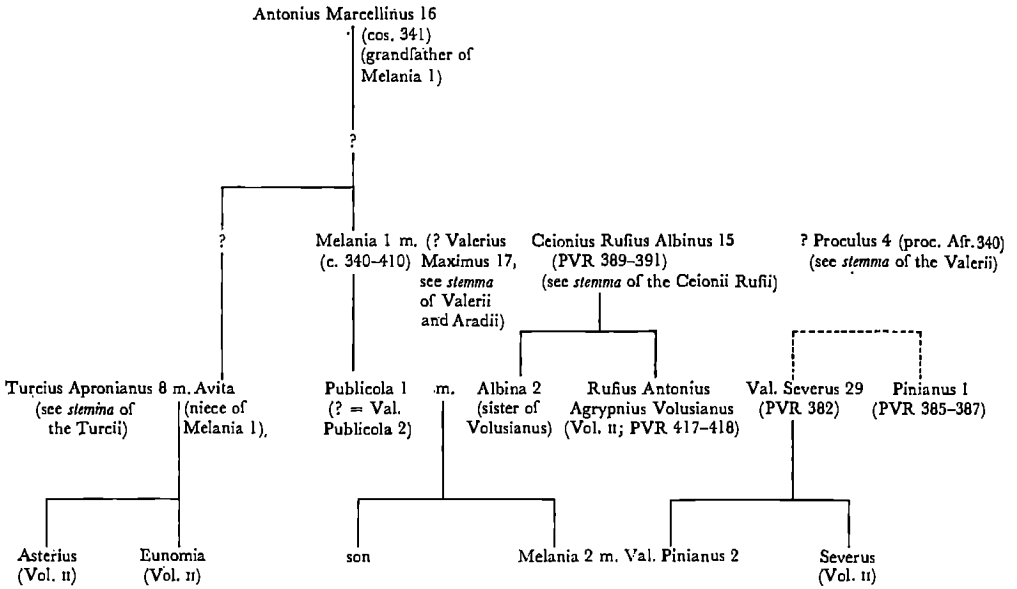 Antonius Marcellinus 16
(cos. 341)
(grandfather of
Melania 1)
?
?
Melania 1 m. (? Valerius
(c. 340–410) Maximus 17,
see stemma
of Valerii
and Aradii)
Ceionius Rufius Albinus 15
(PVR 389–391)
(see stemma of the Ceionii Rufii)
? Proculus 4 (proc. Afr. 340)
(see stemma of the Valerii)
Turcius Apronianus 8 m. Avita
(see stemma of
the Turcii)
(niece of
Melania 1),
Publicola 1
(? = Val.
Publicola 2)
m.
Albina 2
(sister of
Volusianus)
Rufius Antonius
Agrypnius Volusianus
(Vol. II; PVR 417–418)
Val. Severus 29
(PVR 382)
Pinianus 1
(PVR 385–387)
Asterius
(Vol. II)
Eunomia
(Vol. II)
son
Melania 2 m. Val. Pinianus 2
Severus
(Vol. II)